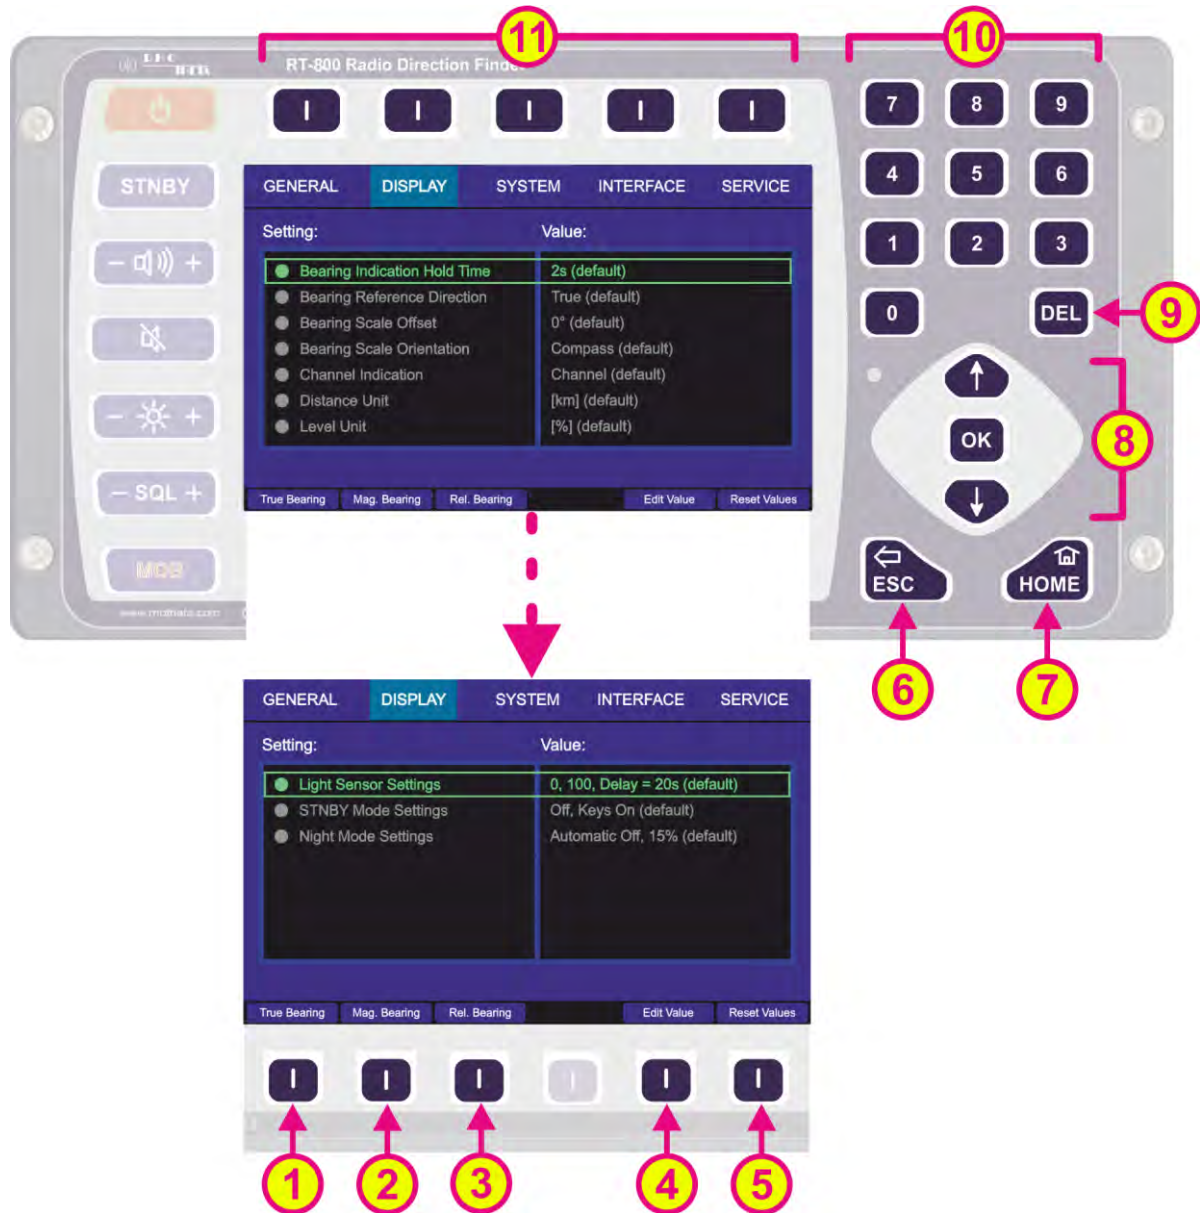 11
10
RT-800 Radio Direction Finder
7 8 9
STNBY
4 5 6
GENERAL DISPLAY SYSTEM INTERFACE SERVICE
Setting: Value:
1 2 3
- +
Bearing Indication Hold Time 2s (default)
Bearing Reference Direction True (default)
0 DEL
9
Bearing Scale Offset 0° (default)
Bearing Scale Orientation Compass (default)
Channel Indication Channel (default)
Distance Unit [km] (default)
- +
Level Unit [%] (default)
OK
8
- SQL +
True Bearing Mag. Bearing Rel. Bearing Edit Value Reset Values
MOB
ESC HOME
6
7
GENERAL DISPLAY SYSTEM INTERFACE SERVICE
Setting: Value:
Light Sensor Settings 0, 100, Delay = 20s (default)
STNBY Mode Settings Off, Keys On (default)
Night Mode Settings Automatic Off, 15% (default)
True Bearing Mag. Bearing Rel. Bearing Edit Value Reset Values
1 2 3 4 5